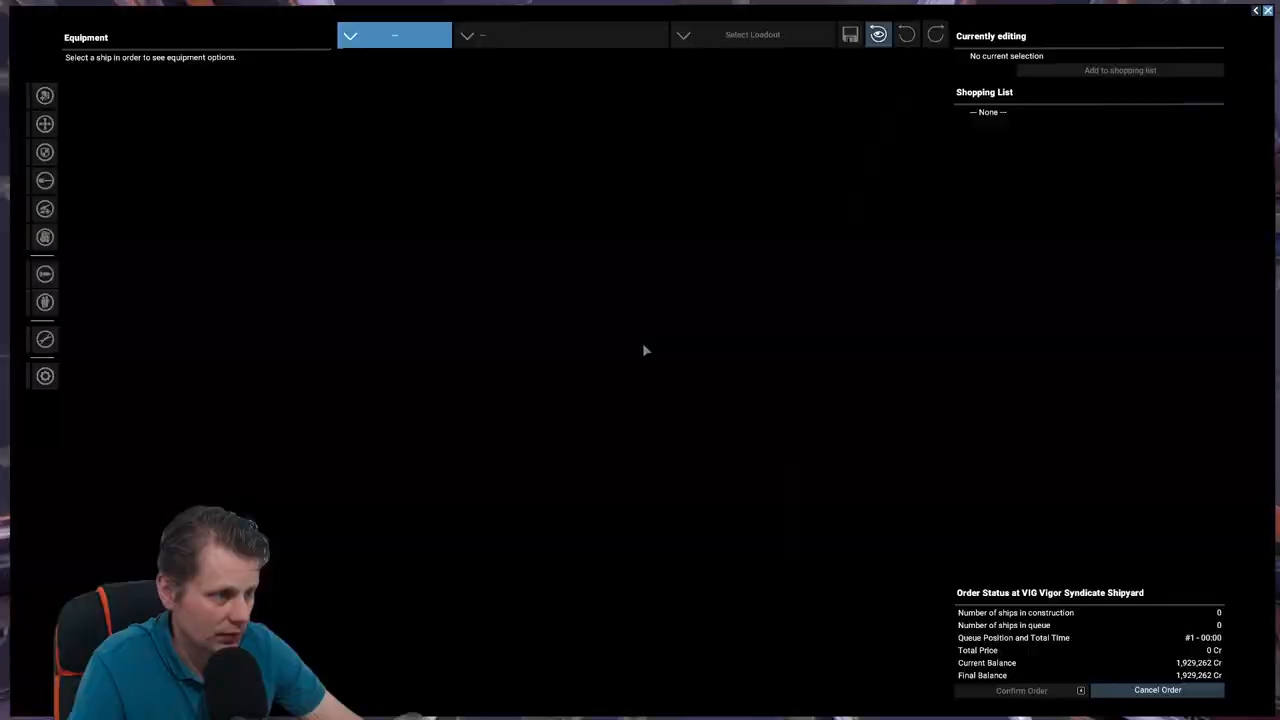 Equipment
Select a ship in order to see equipment options.
—
—
Select Loadout
Currently editing
No current selection
Add to shopping list
Shopping List
— None —
Order Status at VIG Vigor Syndicate Shipyard
Number of ships in construction 0
Number of ships in queue 0
Queue Position and Total Time #1 - 00:00
Total Price 0 Cr
Current Balance 1,929,262 Cr
Final Balance 1,929,262 Cr
Confirm Order
Cancel Order